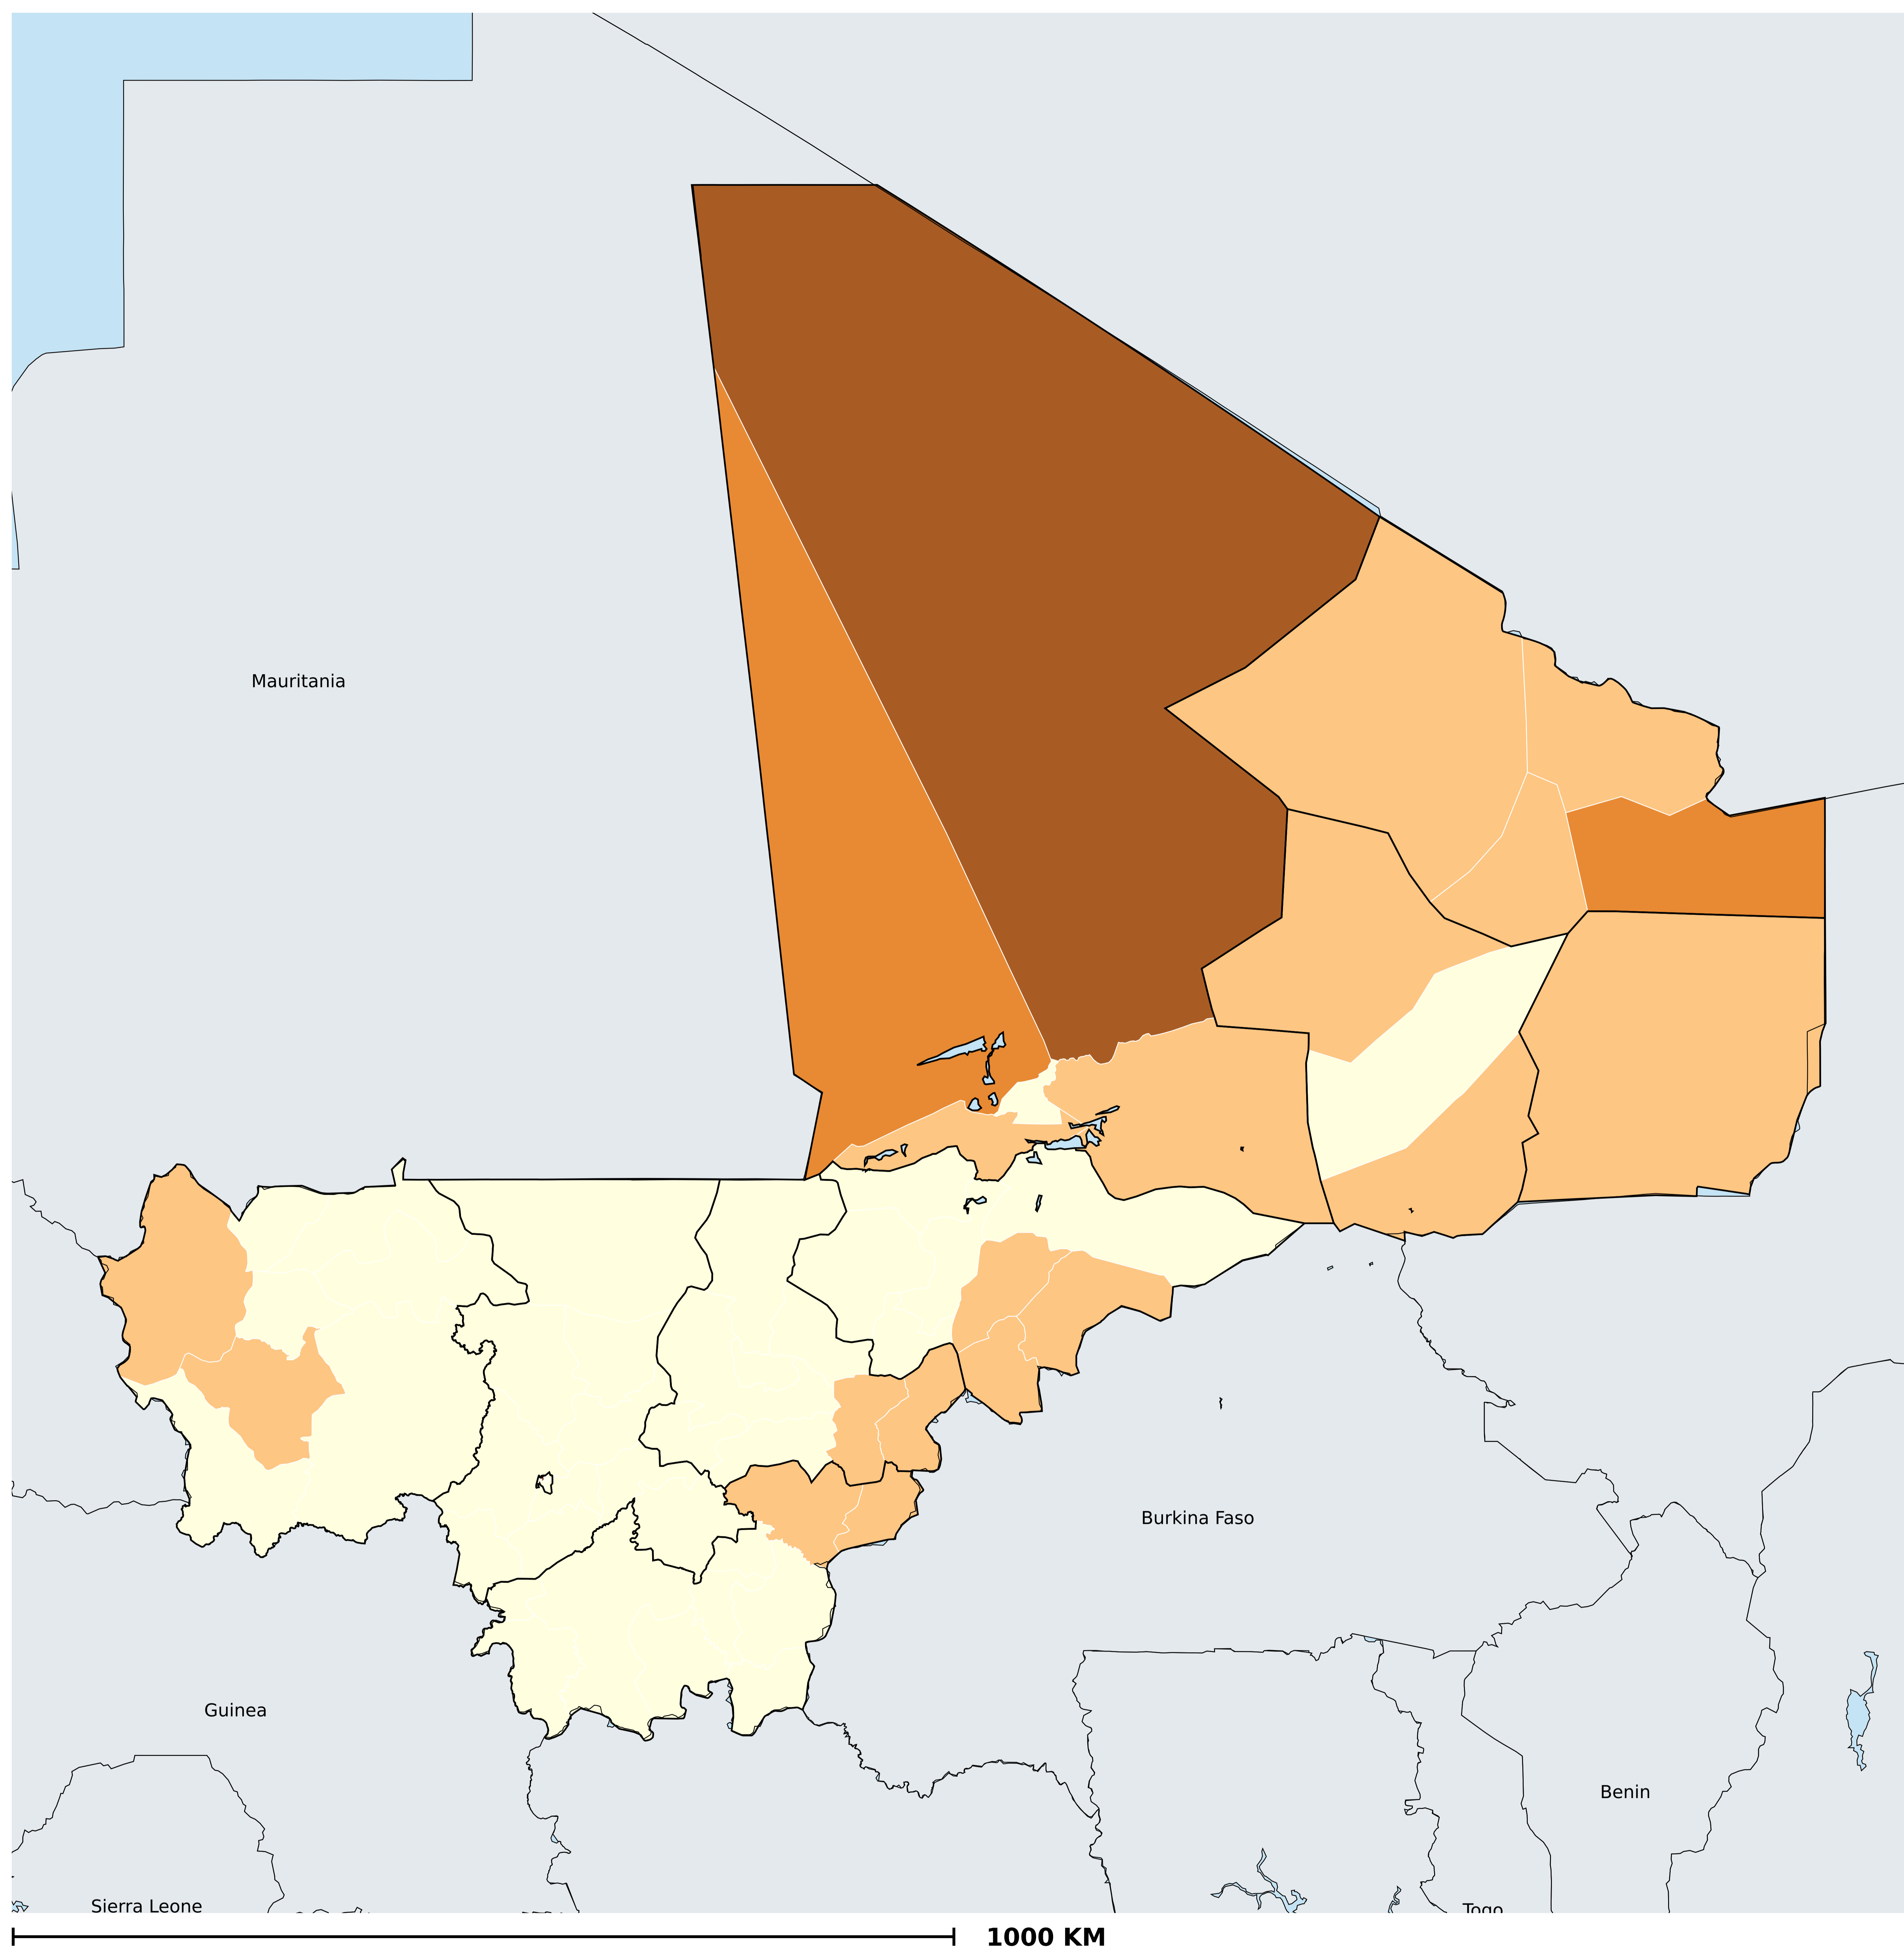 Mauritania
Burkina Faso
Guinea
Benin
Sierra Leone
Togo
1000 KM